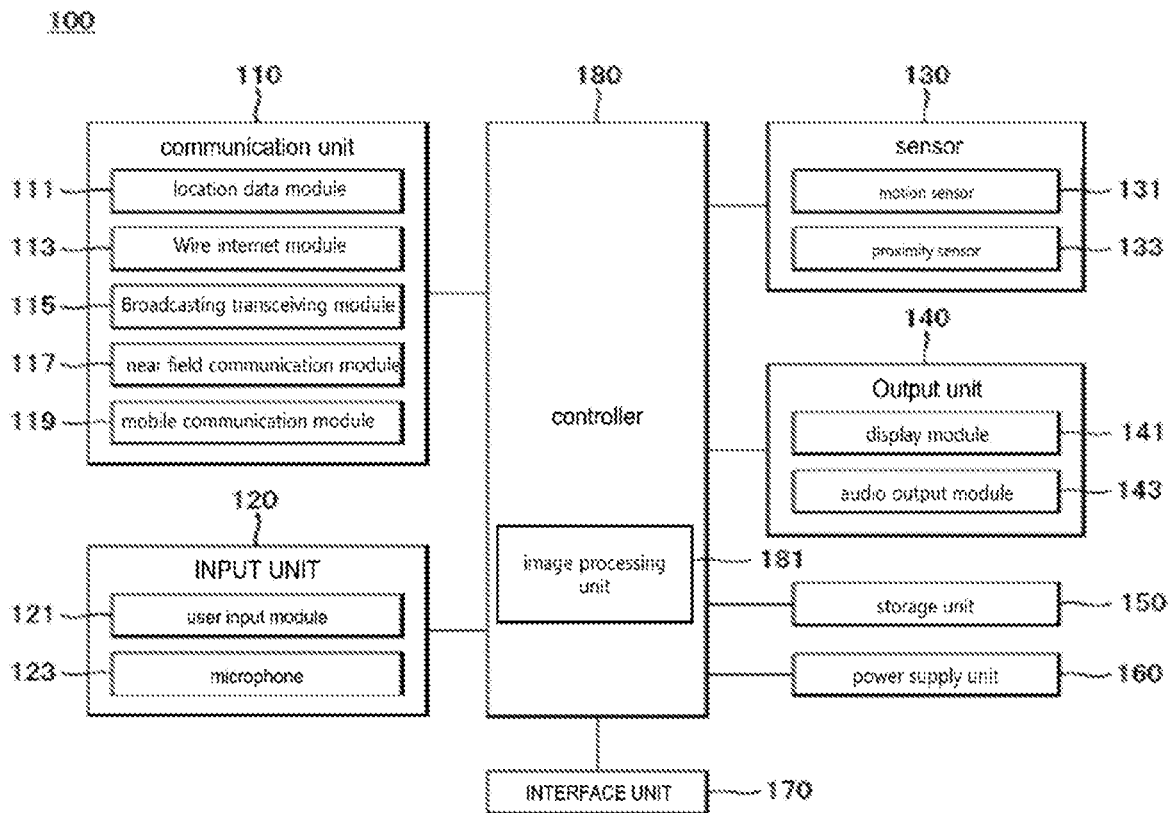 100
110
180
130
communication unit
sensor
111
location data module
motion sensor
131
113
Wire internet module
proximity sensor
133
115
Broadcasting transceiving module
117
near field communication module
140
Output unit
119
mobile communication module
controller
display module
141
audio output module
143
120
INPUT UNIT
image processing
unit
181
121
user input module
storage unit
150
123
microphone
power supply unit
160
INTERFACE UNIT
170